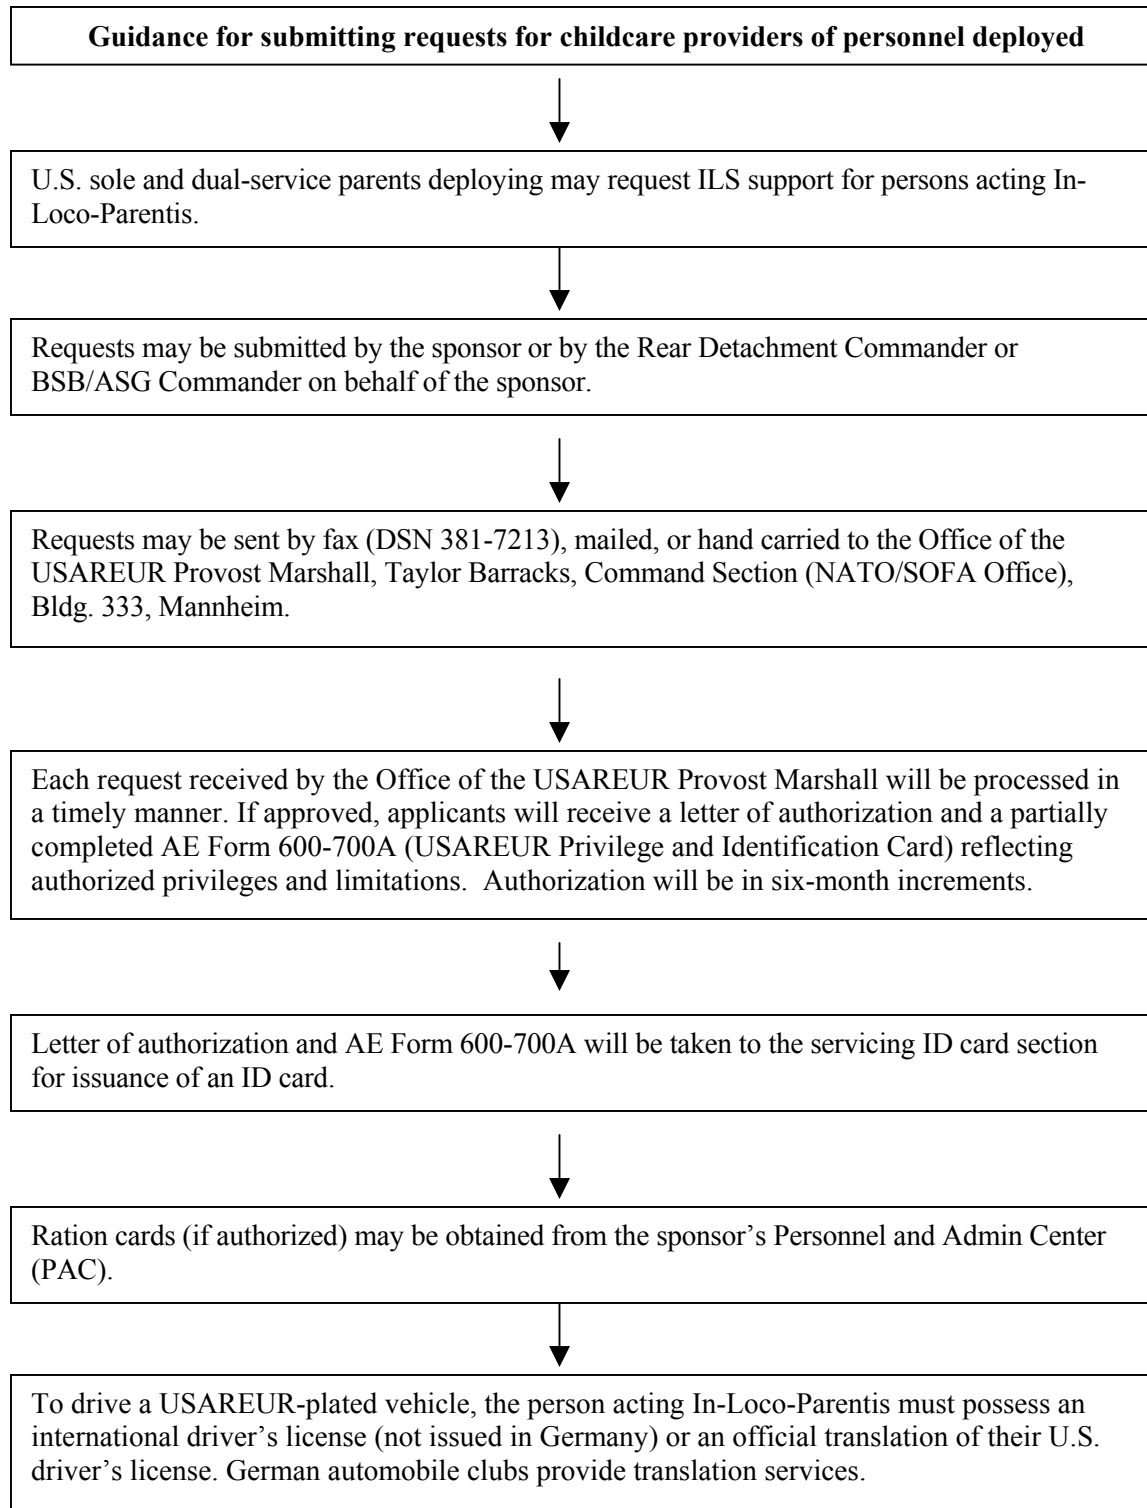 Guidance for submitting requests for childcare providers of personnel deployed
U.S. sole and dual-service parents deploying may request ILS support for persons acting In-
Loco-Parentis.
Requests may be submitted by the sponsor or by the Rear Detachment Commander or
BSB/ASG Commander on behalf of the sponsor.
Requests may be sent by fax (DSN 381-7213), mailed, or hand carried to the Office of the
USAREUR Provost Marshall, Taylor Barracks, Command Section (NATO/SOFA Office),
Bldg. 333, Mannheim.
Each request received by the Office of the USAREUR Provost Marshall will be processed in
a timely manner. If approved, applicants will receive a letter of authorization and a partially
completed AE Form 600-700A (USAREUR Privilege and Identification Card) reflecting
authorized privileges and limitations.  Authorization will be in six-month increments.
Letter of authorization and AE Form 600-700A will be taken to the servicing ID card section
for issuance of an ID card.
Ration cards (if authorized) may be obtained from the sponsor’s Personnel and Admin Center
(PAC).
To drive a USAREUR-plated vehicle, the person acting In-Loco-Parentis must possess an
international driver’s license (not issued in Germany) or an official translation of their U.S.
driver’s license. German automobile clubs provide translation services.